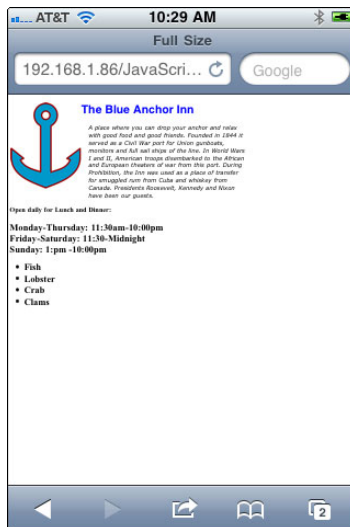 AT&T 10:29 AM
Full Size
192.168.1.86/JavaScri... Google
The Blue Anchor Inn
A place where you can drop your anchor and relax
with good food and good friends. Founded in 1844 it
served as a Civil War port for Union gunboats,
monitors and full sail ships of the line. In World Wars
I and II, American troops disembarked to the African
and European theaters of war from this port. During
Prohibition, the Inn was used as a place of transfer
for smuggled rum from Cuba and whiskey from
Canada. Presidents Roosevelt, Kennedy and Nixon
have been our guests.
Open daily for Lunch and Dinner:
Monday-Thursday: 11:30am-10:00pm
Friday-Saturday: 11:30-Midnight
Sunday: 1:pm -10:00pm
• Fish
• Lobster
• Crab
• Clams
2